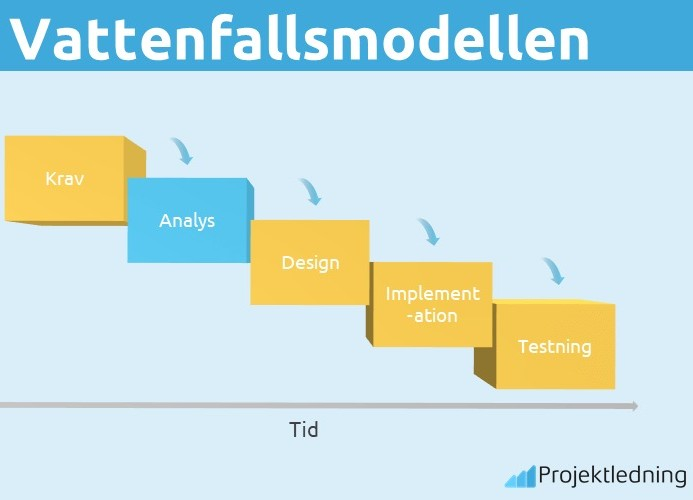 Vattenfallsmodellen
Krav
Analys
Design
Implement
-ation
Testning
Tid
Projektledning